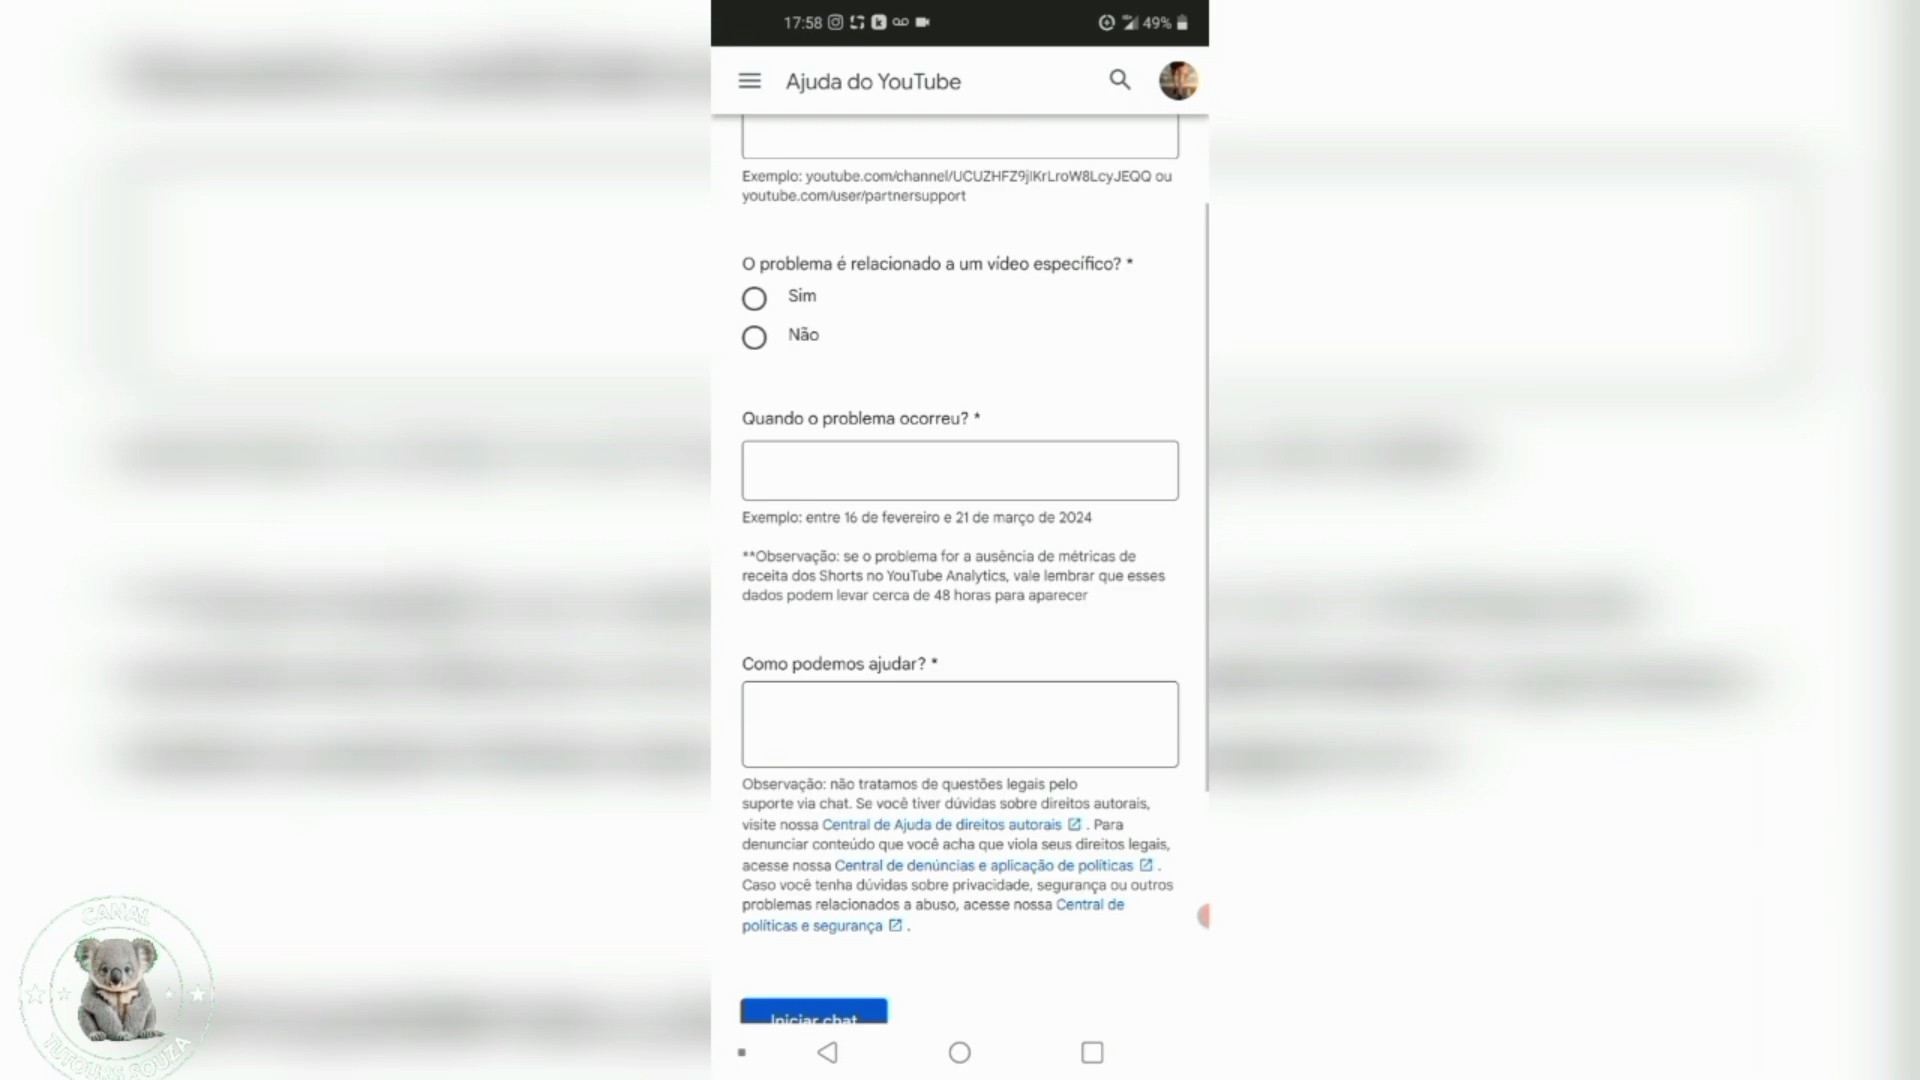 17:58
49%
Ajuda do YouTube
Exemplo: youtube.com/channel/UCUZHFZ9jIKrLroW8LcyJEQQ ou
youtube.com/user/partnersupport
O problema é relacionado a um vídeo específico? *
Sim
Não
Quando o problema ocorreu? *
Exemplo: entre 16 de fevereiro e 21 de março de 2024
**Observação: se o problema for a ausência de métricas de
receita dos Shorts no YouTube Analytics, vale lembrar que esses
dados podem levar cerca de 48 horas para aparecer
Como podemos ajudar? *
Observação: não tratamos de questões legais pelo
suporte via chat. Se você tiver dúvidas sobre direitos autorais,
visite nossa Central de Ajuda de direitos autorais . Para
denunciar conteúdo que você acha que viola seus direitos legais,
acesse nossa Central de denúncias e aplicação de políticas .
Caso você tenha dúvidas sobre privacidade, segurança ou outros
problemas relacionados a abuso, acesse nossa Central de
políticas e segurança .
Iniciar chat
CANAL
TUTOURS SOUZA